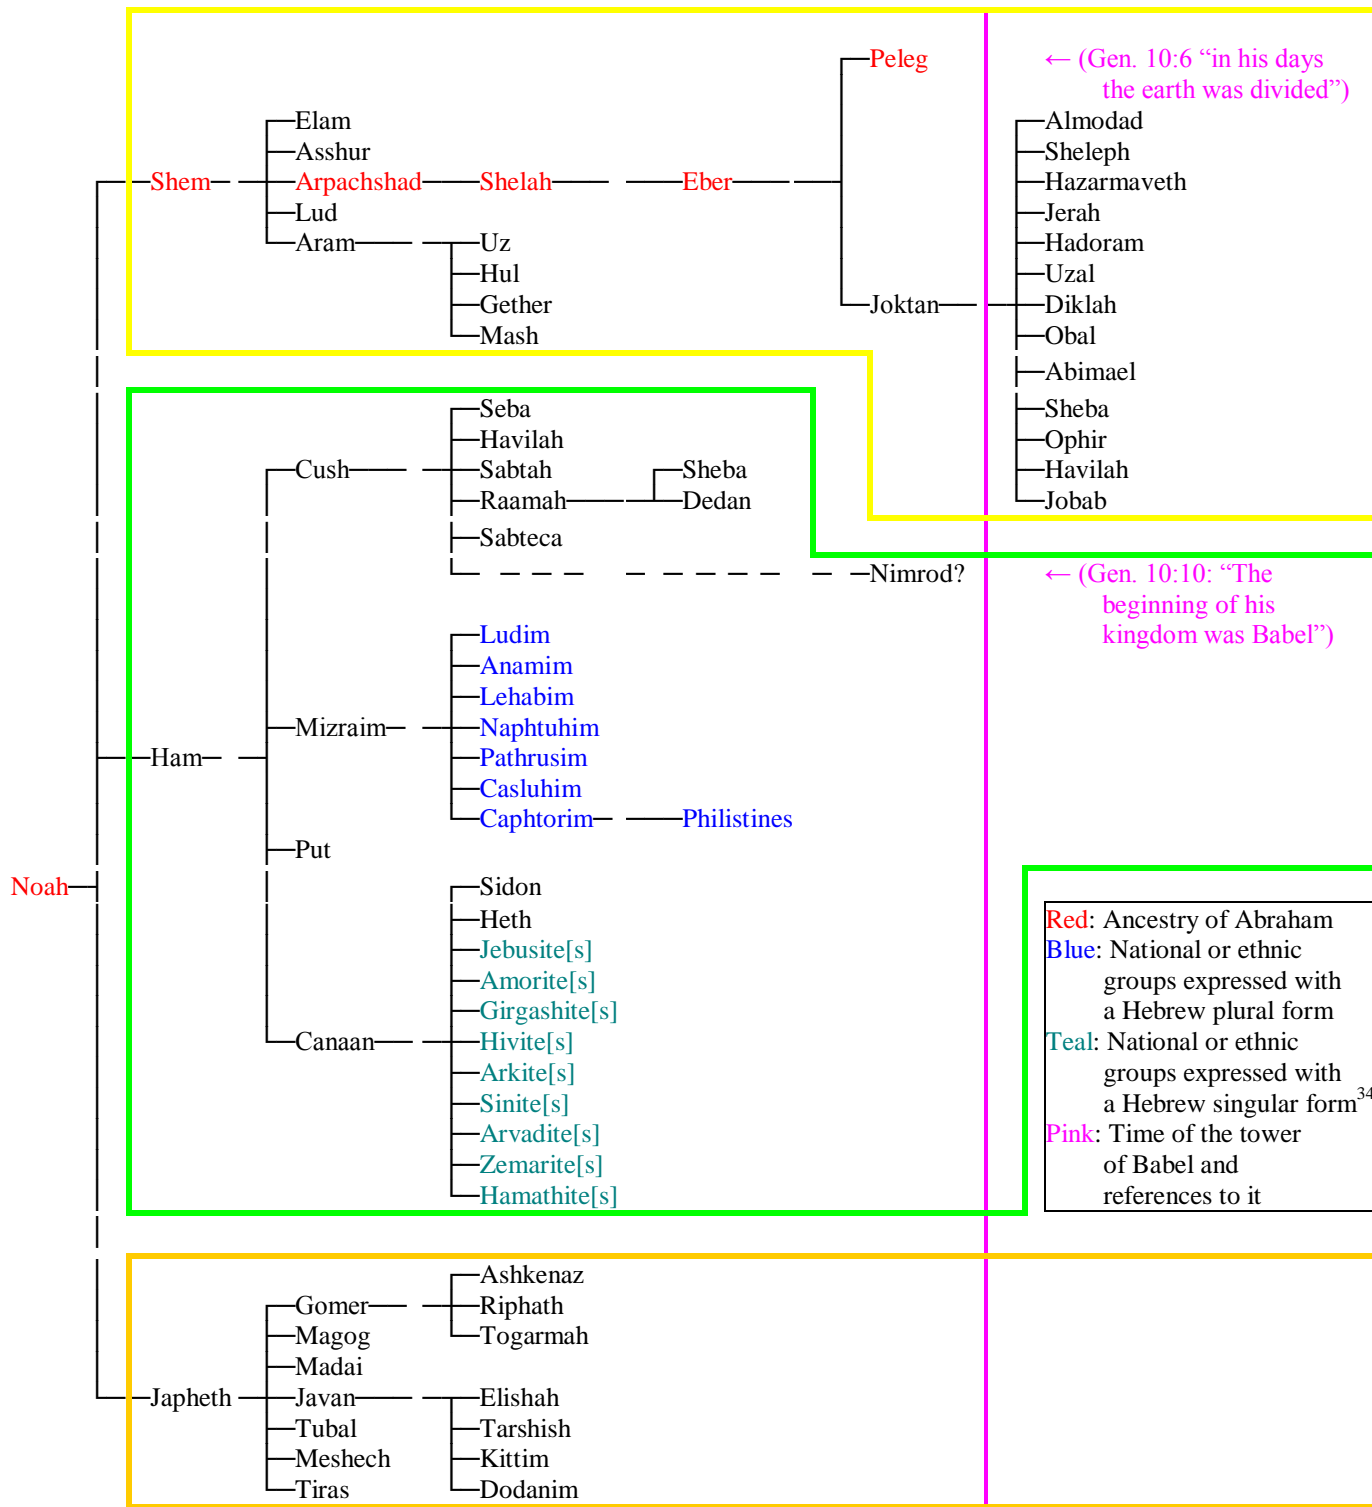 Peleg
← (Gen. 10:6 “in his days
the earth was divided”)
Elam
Almodad
Asshur
Sheleph
Shem
Arpachshad
Shelah
Eber
Hazarmaveth
Lud
Jerah
Aram
Uz
Hadoram
Hul
Uzal
Gether
Joktan
Diklah
Mash
Obal
Abimael
Seba
Sheba
Havilah
Ophir
Cush
Sabtah
Sheba
Havilah
Raamah
Dedan
Jobab
Sabteca
Nimrod?
← (Gen. 10:10: “The
beginning of his
kingdom was Babel”)
Ludim
Anamim
Lehabim
Mizraim
Naphtuhim
Ham
Pathrusim
Casluhim
Caphtorim
Philistines
Put
Noah
Sidon
Heth
Jebusite[s]
Amorite[s]
Girgashite[s]
Canaan
Hivite[s]
Arkite[s]
Sinite[s]
Arvadite[s]
Zemarite[s]
Hamathite[s]
Red: Ancestry of Abraham
Blue: National or ethnic
groups expressed with
a Hebrew plural form
Teal: National or ethnic
groups expressed with
a Hebrew singular form34
Pink: Time of the tower
of Babel and
references to it
Ashkenaz
Gomer
Riphath
Magog
Togarmah
Madai
Japheth
Javan
Elishah
Tubal
Tarshish
Meshech
Kittim
Tiras
Dodanim